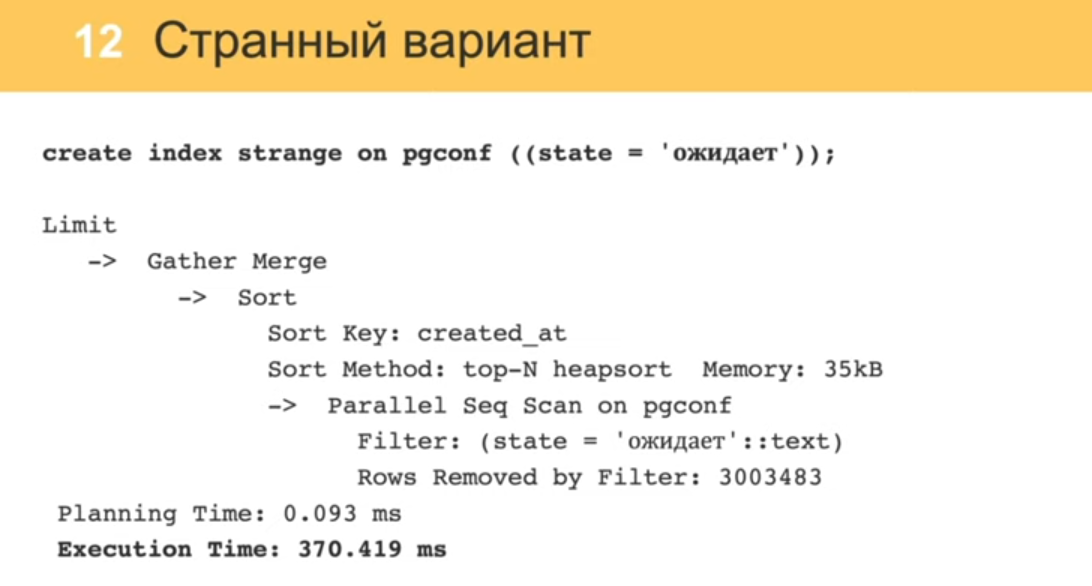 12 Странный вариант
create index strange on pgconf ((state = 'ожидает'));
Limit
-> Gather Merge
-> Sort
Sort Key: created_at
Sort Method: top-N heapsort Memory: 35kB
-> Parallel Seq Scan on pgconf
Filter: (state = 'ожидает'::text)
Rows Removed by Filter: 3003483
Planning Time: 0.093 ms
Execution Time: 370.419 ms